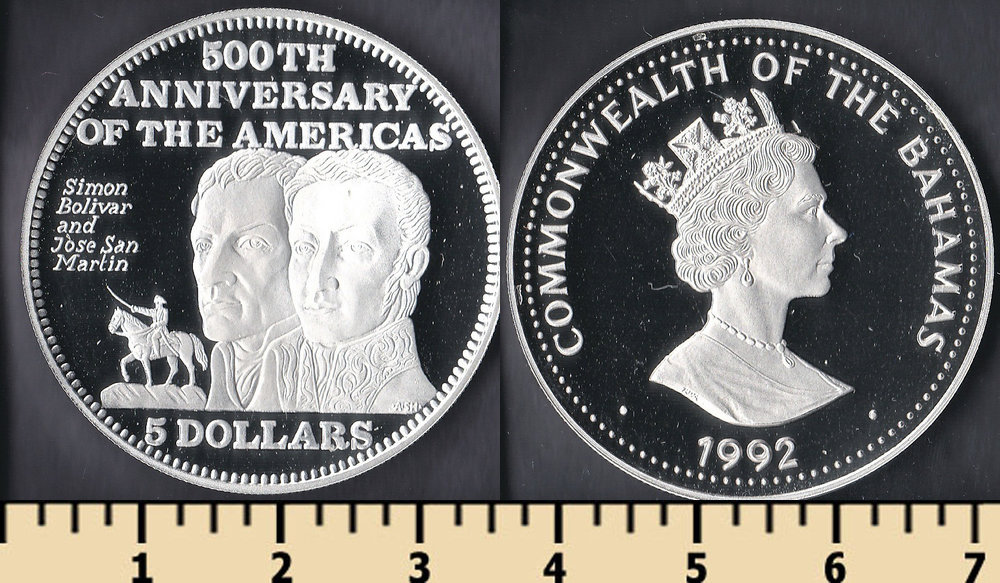 500TH
ANNIVERSARY
OF THE AMERICAS
Simon
Bolivar
and
Jose San
Martin
5 DOLLARS
COMMONWEALTH OF THE BAHAMAS
1992
1 2 3 4 5 6 7